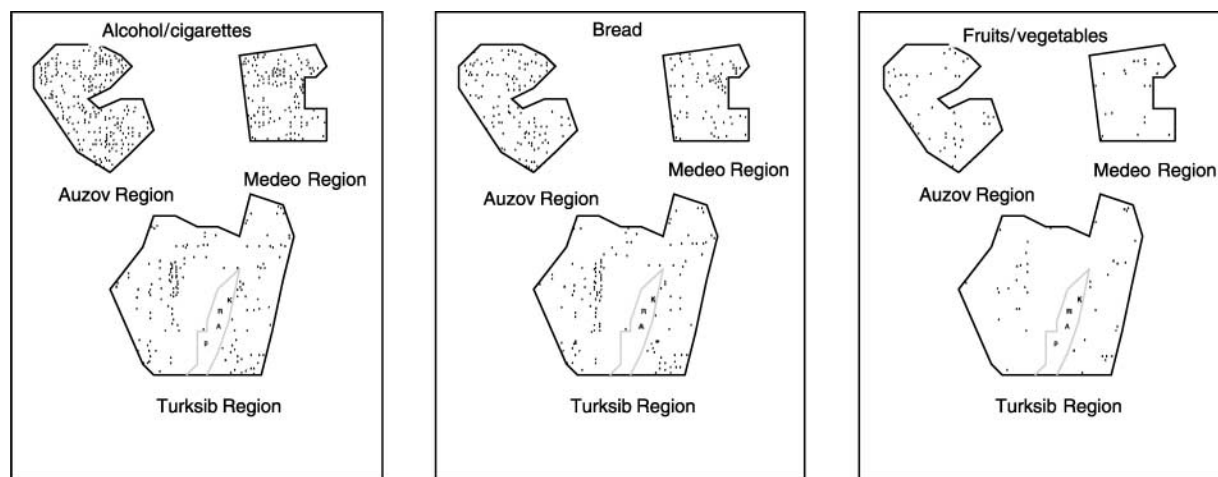 Alcohol/cigarettes
Medeo Region
Auzov Region
K
R
A
P
Turksib Region
Bread
Medeo Region
Auzov Region
K
R
A
P
Turksib Region
Fruits/vegetables
Medeo Region
Auzov Region
K
R
A
P
Turksib Region